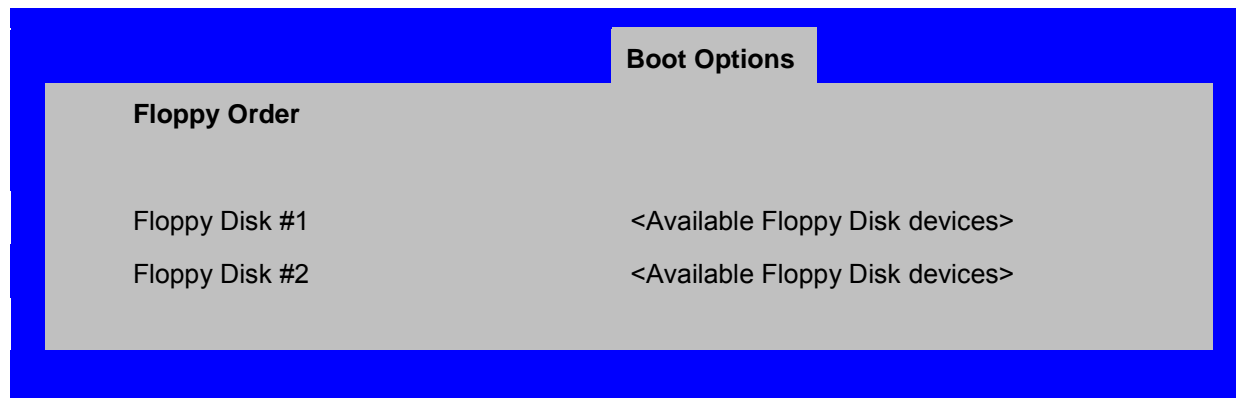 Boot Options
Floppy Order
Floppy Disk #1 <Available Floppy Disk devices>
Floppy Disk #2 <Available Floppy Disk devices>